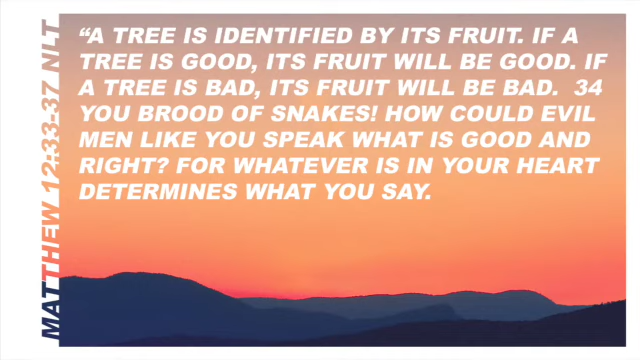 MATTHEW 12:33-37 NLT
“A TREE IS IDENTIFIED BY ITS FRUIT. IF A
TREE IS GOOD, ITS FRUIT WILL BE GOOD. IF
A TREE IS BAD, ITS FRUIT WILL BE BAD.  34
YOU BROOD OF SNAKES! HOW COULD EVIL
MEN LIKE YOU SPEAK WHAT IS GOOD AND
RIGHT? FOR WHATEVER IS IN YOUR HEART
DETERMINES WHAT YOU SAY.